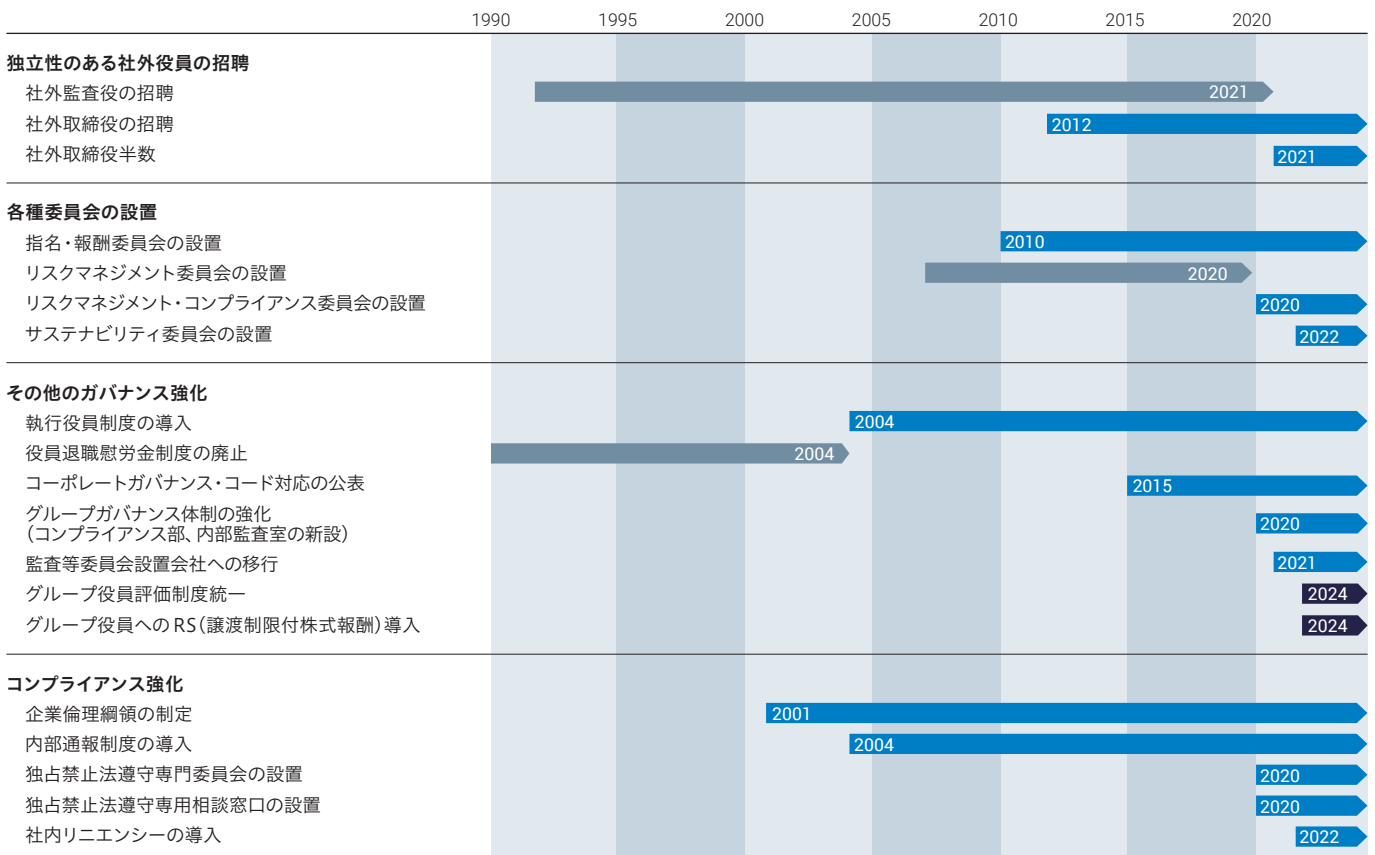 1990 1995 2000 2005 2010 2015 2020
独立性のある社外役員の招聘
社外監査役の招聘 2021
社外取締役の招聘 2012
社外取締役半数 2021
各種委員会の設置
指名・報酬委員会の設置 2010
リスクマネジメント委員会の設置 2020
リスクマネジメント・コンプライアンス委員会の設置 2020
サステナビリティ委員会の設置 2022
その他のガバナンス強化
執行役員制度の導入 2004
役員退職慰労金制度の廃止 2004
コーポレートガバナンス・コード対応の公表 2015
グループガバナンス体制の強化
（コンプライアンス部、内部監査室の新設） 2020
監査等委員会設置会社への移行 2021
グループ役員評価制度統一 2024
グループ役員へのRS（譲渡制限付株式報酬）導入 2024
コンプライアンス強化
企業倫理綱領の制定 2001
内部通報制度の導入 2004
独占禁止法遵守専門委員会の設置 2020
独占禁止法遵守専用相談窓口の設置 2020
社内リニエンシーの導入 2022